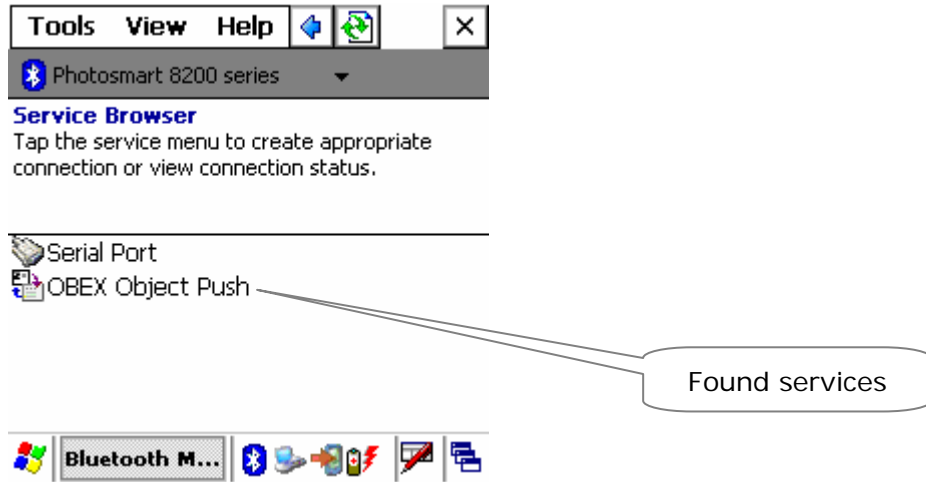 Tools View Help
Photosmart 8200 series
Service Browser
Tap the service menu to create appropriate
connection or view connection status.
Serial Port
OBEX Object Push
Found services
Bluetooth M...